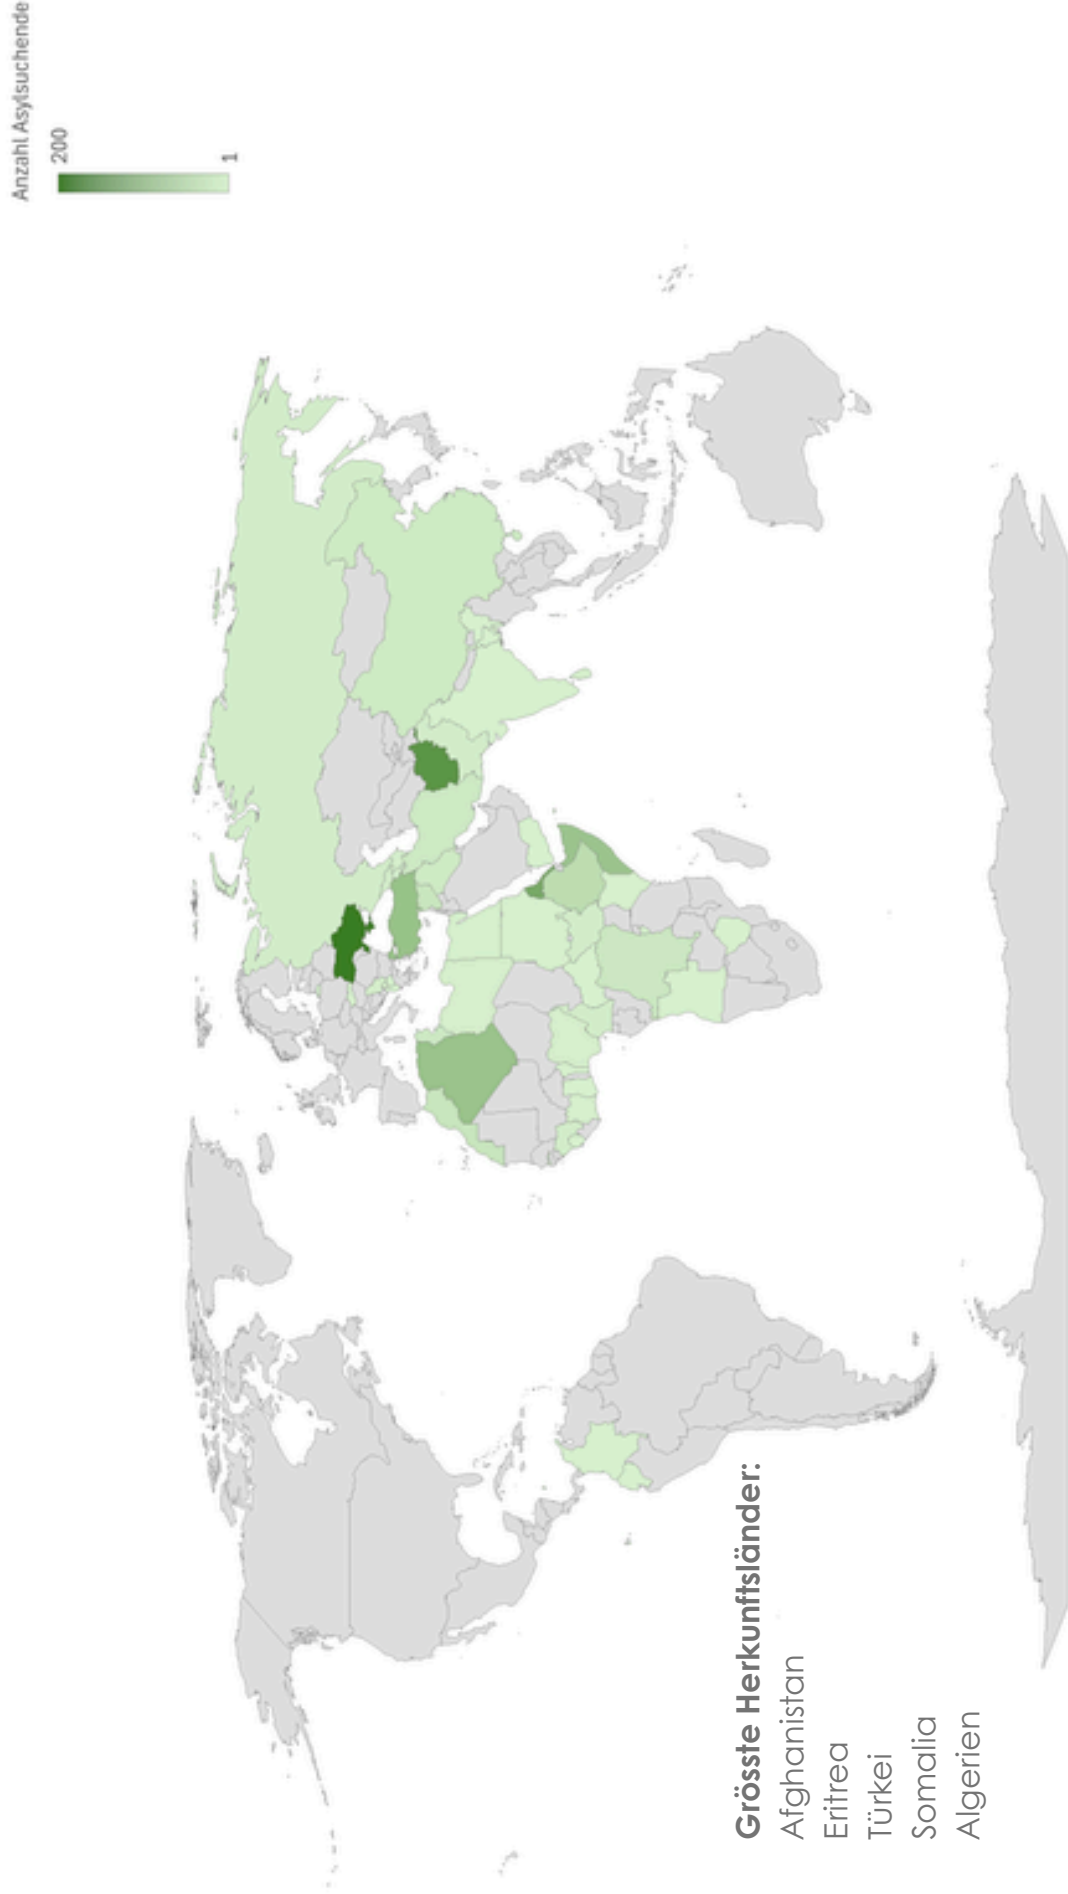 Anzahl Asylsuchende
200
1
Grösste Herkunftsländer:
Afghanistan
Eritrea
Türkei
Somalia
Algerien